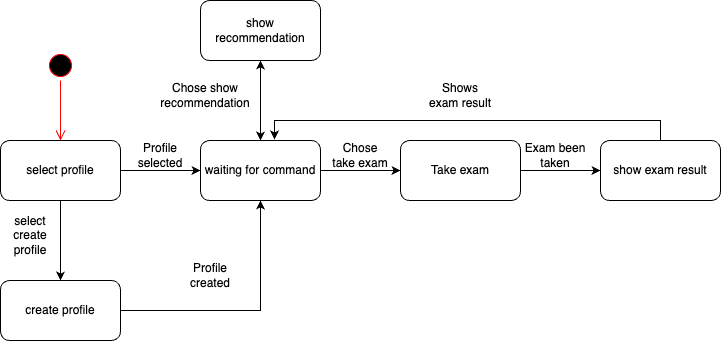 show
recommendation
Chose show
recommendation
Shows
exam result
select profile
Profile
selected
waiting for command
Chose
take exam
Take exam
Exam been
taken
show exam result
select
create
profile
Profile
created
create profile